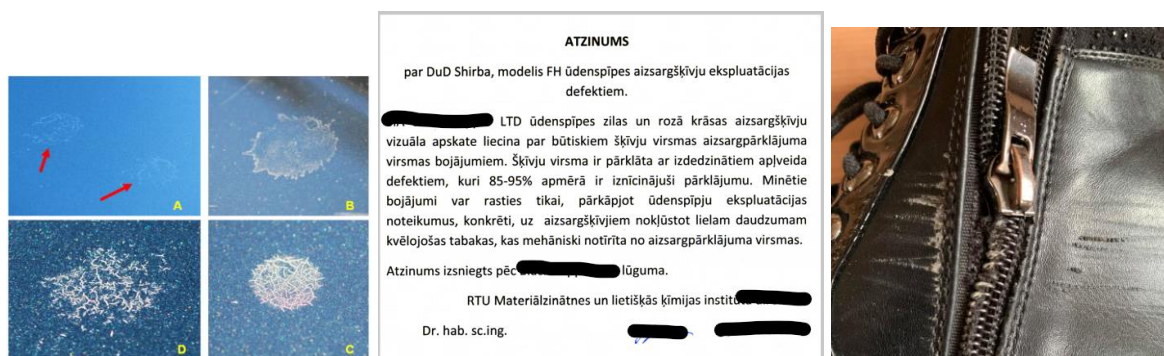 A
B
D
C
ATZINUMS
par DuD Shirba, modelis FH ūdenspīpes aizsargšķīvju ekspluatācijas
defektiem.
LTD ūdenspīpes zilas un rozā krāsas aizsargšķīvju
vizuāla apskate liecina par būtiskiem šķīvju virsmas aizsargpārklājuma
virsmas bojājumiem. Šķīvju virsma ir pārklāta ar izdedzinātiem apļveida
defektiem, kuri 85-95% apmērā ir iznīcinājuši pārklājumu. Minētie
bojājumi var rasties tikai, pārkāpjot ūdenspīpju ekspluatācijas
noteikumus, konkrēti, uz aizsargšķīvjiem nokļūstot lielam daudzumam
kvēlojošas tabakas, kas mehāniski notīrīta no aizsargpārklājuma virsmas.
Atzinums izsniegts pēc lūguma.
RTU Materiālzinātnes un lietišķās ķīmijas institūta
Dr. hab. sc.ing.